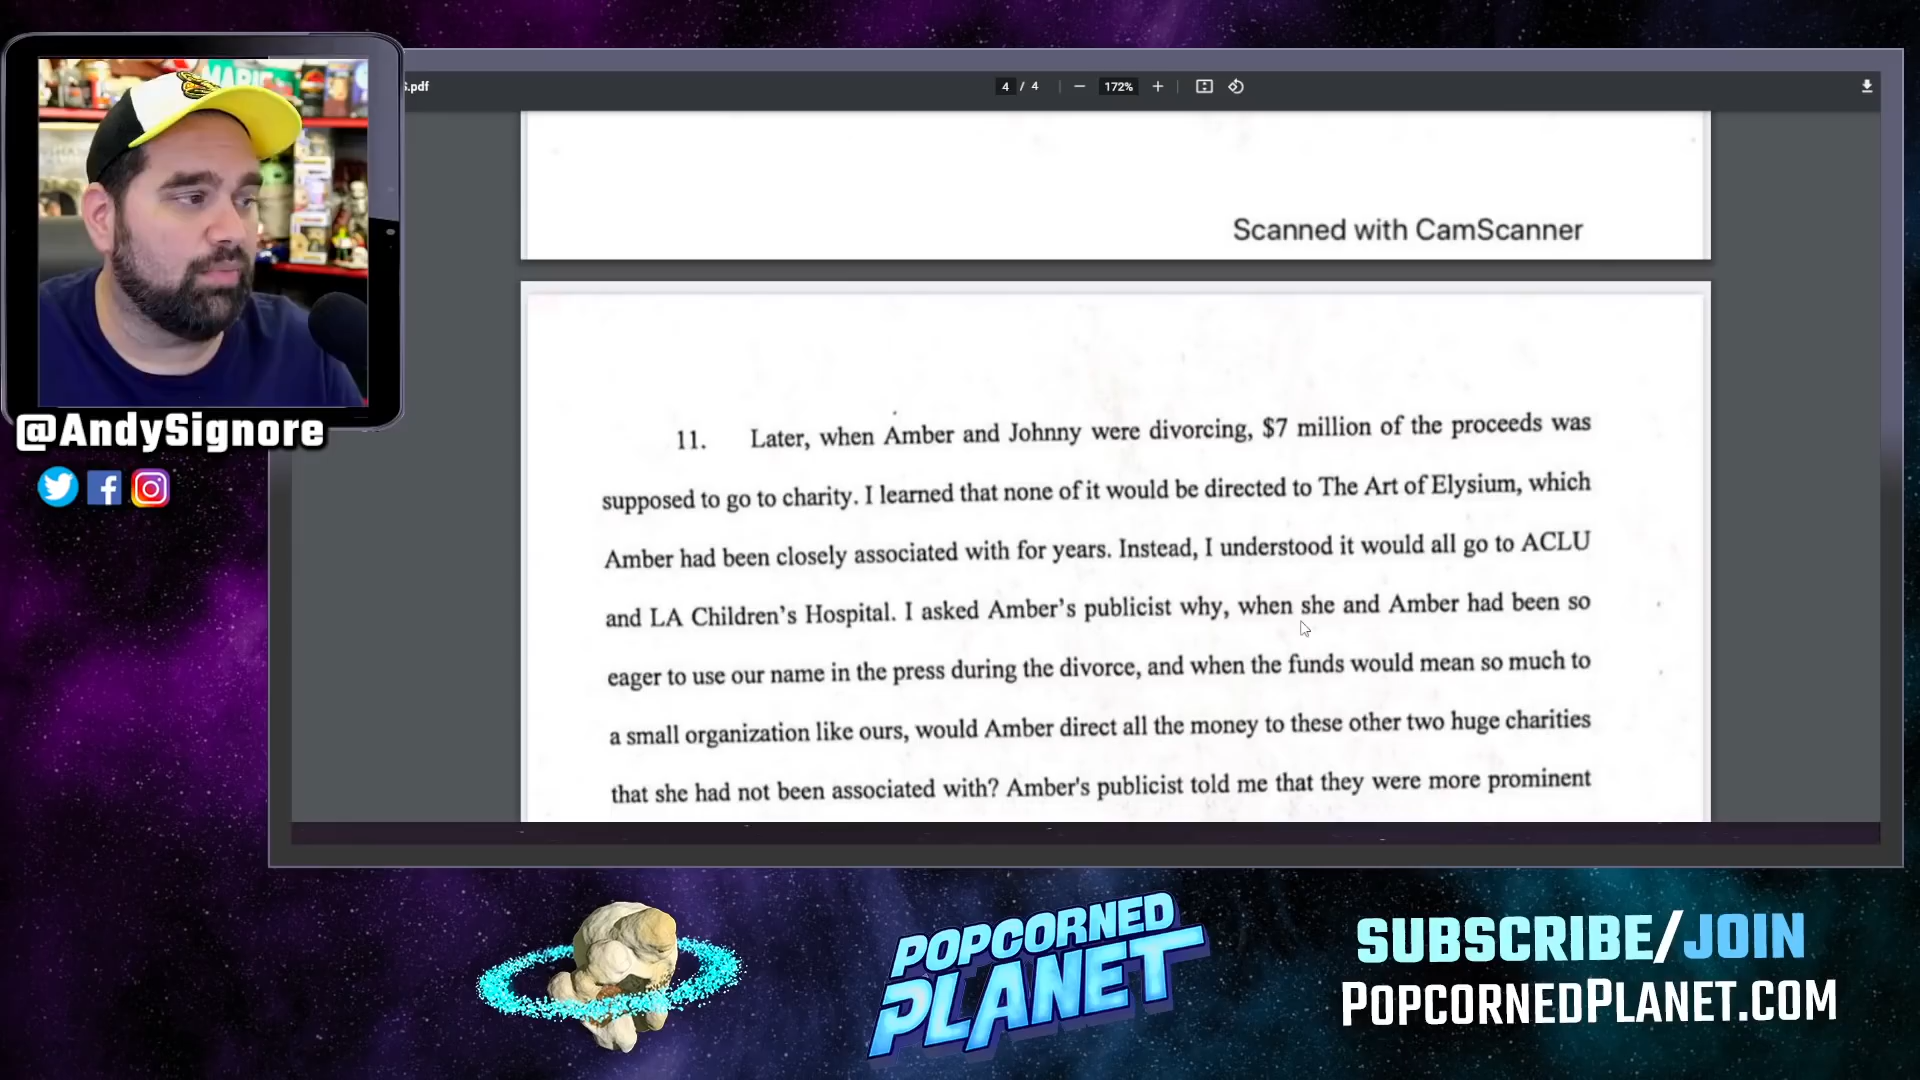 MARIE
s.pdf
4 / 4
172%
Scanned with CamScanner
@AndySignore
11. Later, when Amber and Johnny were divorcing, $7 million of the proceeds was
supposed to go to charity. I learned that none of it would be directed to The Art of Elysium, which
Amber had been closely associated with for years. Instead, I understood it would all go to ACLU
and LA Children's Hospital. I asked Amber's publicist why, when she and Amber had been so
eager to use our name in the press during the divorce, and when the funds would mean so much to
a small organization like ours, would Amber direct all the money to these other two huge charities
that she had not been associated with? Amber's publicist told me that they were more prominent
POPCORNED
PLANET
SUBSCRIBE/JOIN
POPCORNEDPLANET.COM